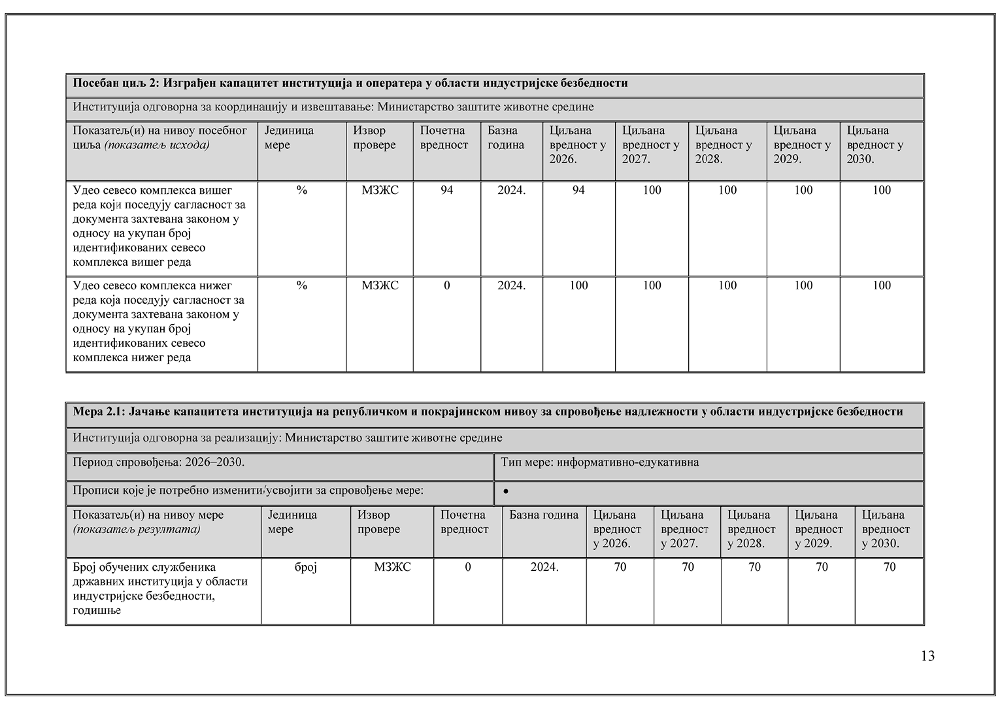 Посебан циљ 2: Изграђен капацитет институција и оператера у области индустријске безбедности
Институција одговорна за координацију и извештавање: Министарство заштите животне средине
Показатељ(и) на нивоу посебног
циља (показатељ исхода)
Јединица
мере
Извор
провере
Почетна
вредност
Базна
година
Циљана
вредност у
2026.
Циљана
вредност у
2027.
Циљана
вредност у
2028.
Циљана
вредност у
2029.
Циљана
вредност у
2030.
Удео севесо комплекса вишег
реда који поседују сагласност за
документа захтевана законом у
односу на укупан број
идентификованих севесо
комплекса вишег реда
%
МЗЖС
94
2024.
94
100
100
100
100
Удео севесо комплекса нижег
реда која поседују сагласност за
документа захтевана законом у
односу на укупан број
идентификованих севесо
комплекса нижег реда
%
МЗЖС
0
2024.
100
100
100
100
100
Мера 2.1: Јачање капацитета институција на републичком и покрајинском нивоу за спровођење надлежности у области индустријске безбедности
Институција одговорна за реализацију: Министарство заштите животне средине
Период спровођења: 2026–2030.
Тип мере: информативно-едукативна
Прописи које је потребно изменити/усвојити за спровођење мере:
•
Показатељ(и) на нивоу мере
(показатељ резултата)
Јединица
мере
Извор
провере
Почетна
вредност
Базна година
Циљана
вредност
у 2026.
Циљана
вредност
у 2027.
Циљана
вредност
у 2028.
Циљана
вредност
у 2029.
Циљана
вредност
у 2030.
Број обучених службеника
државних институција у области
индустријске безбедности,
годишње
број
МЗЖС
0
2024.
70
70
70
70
70
13